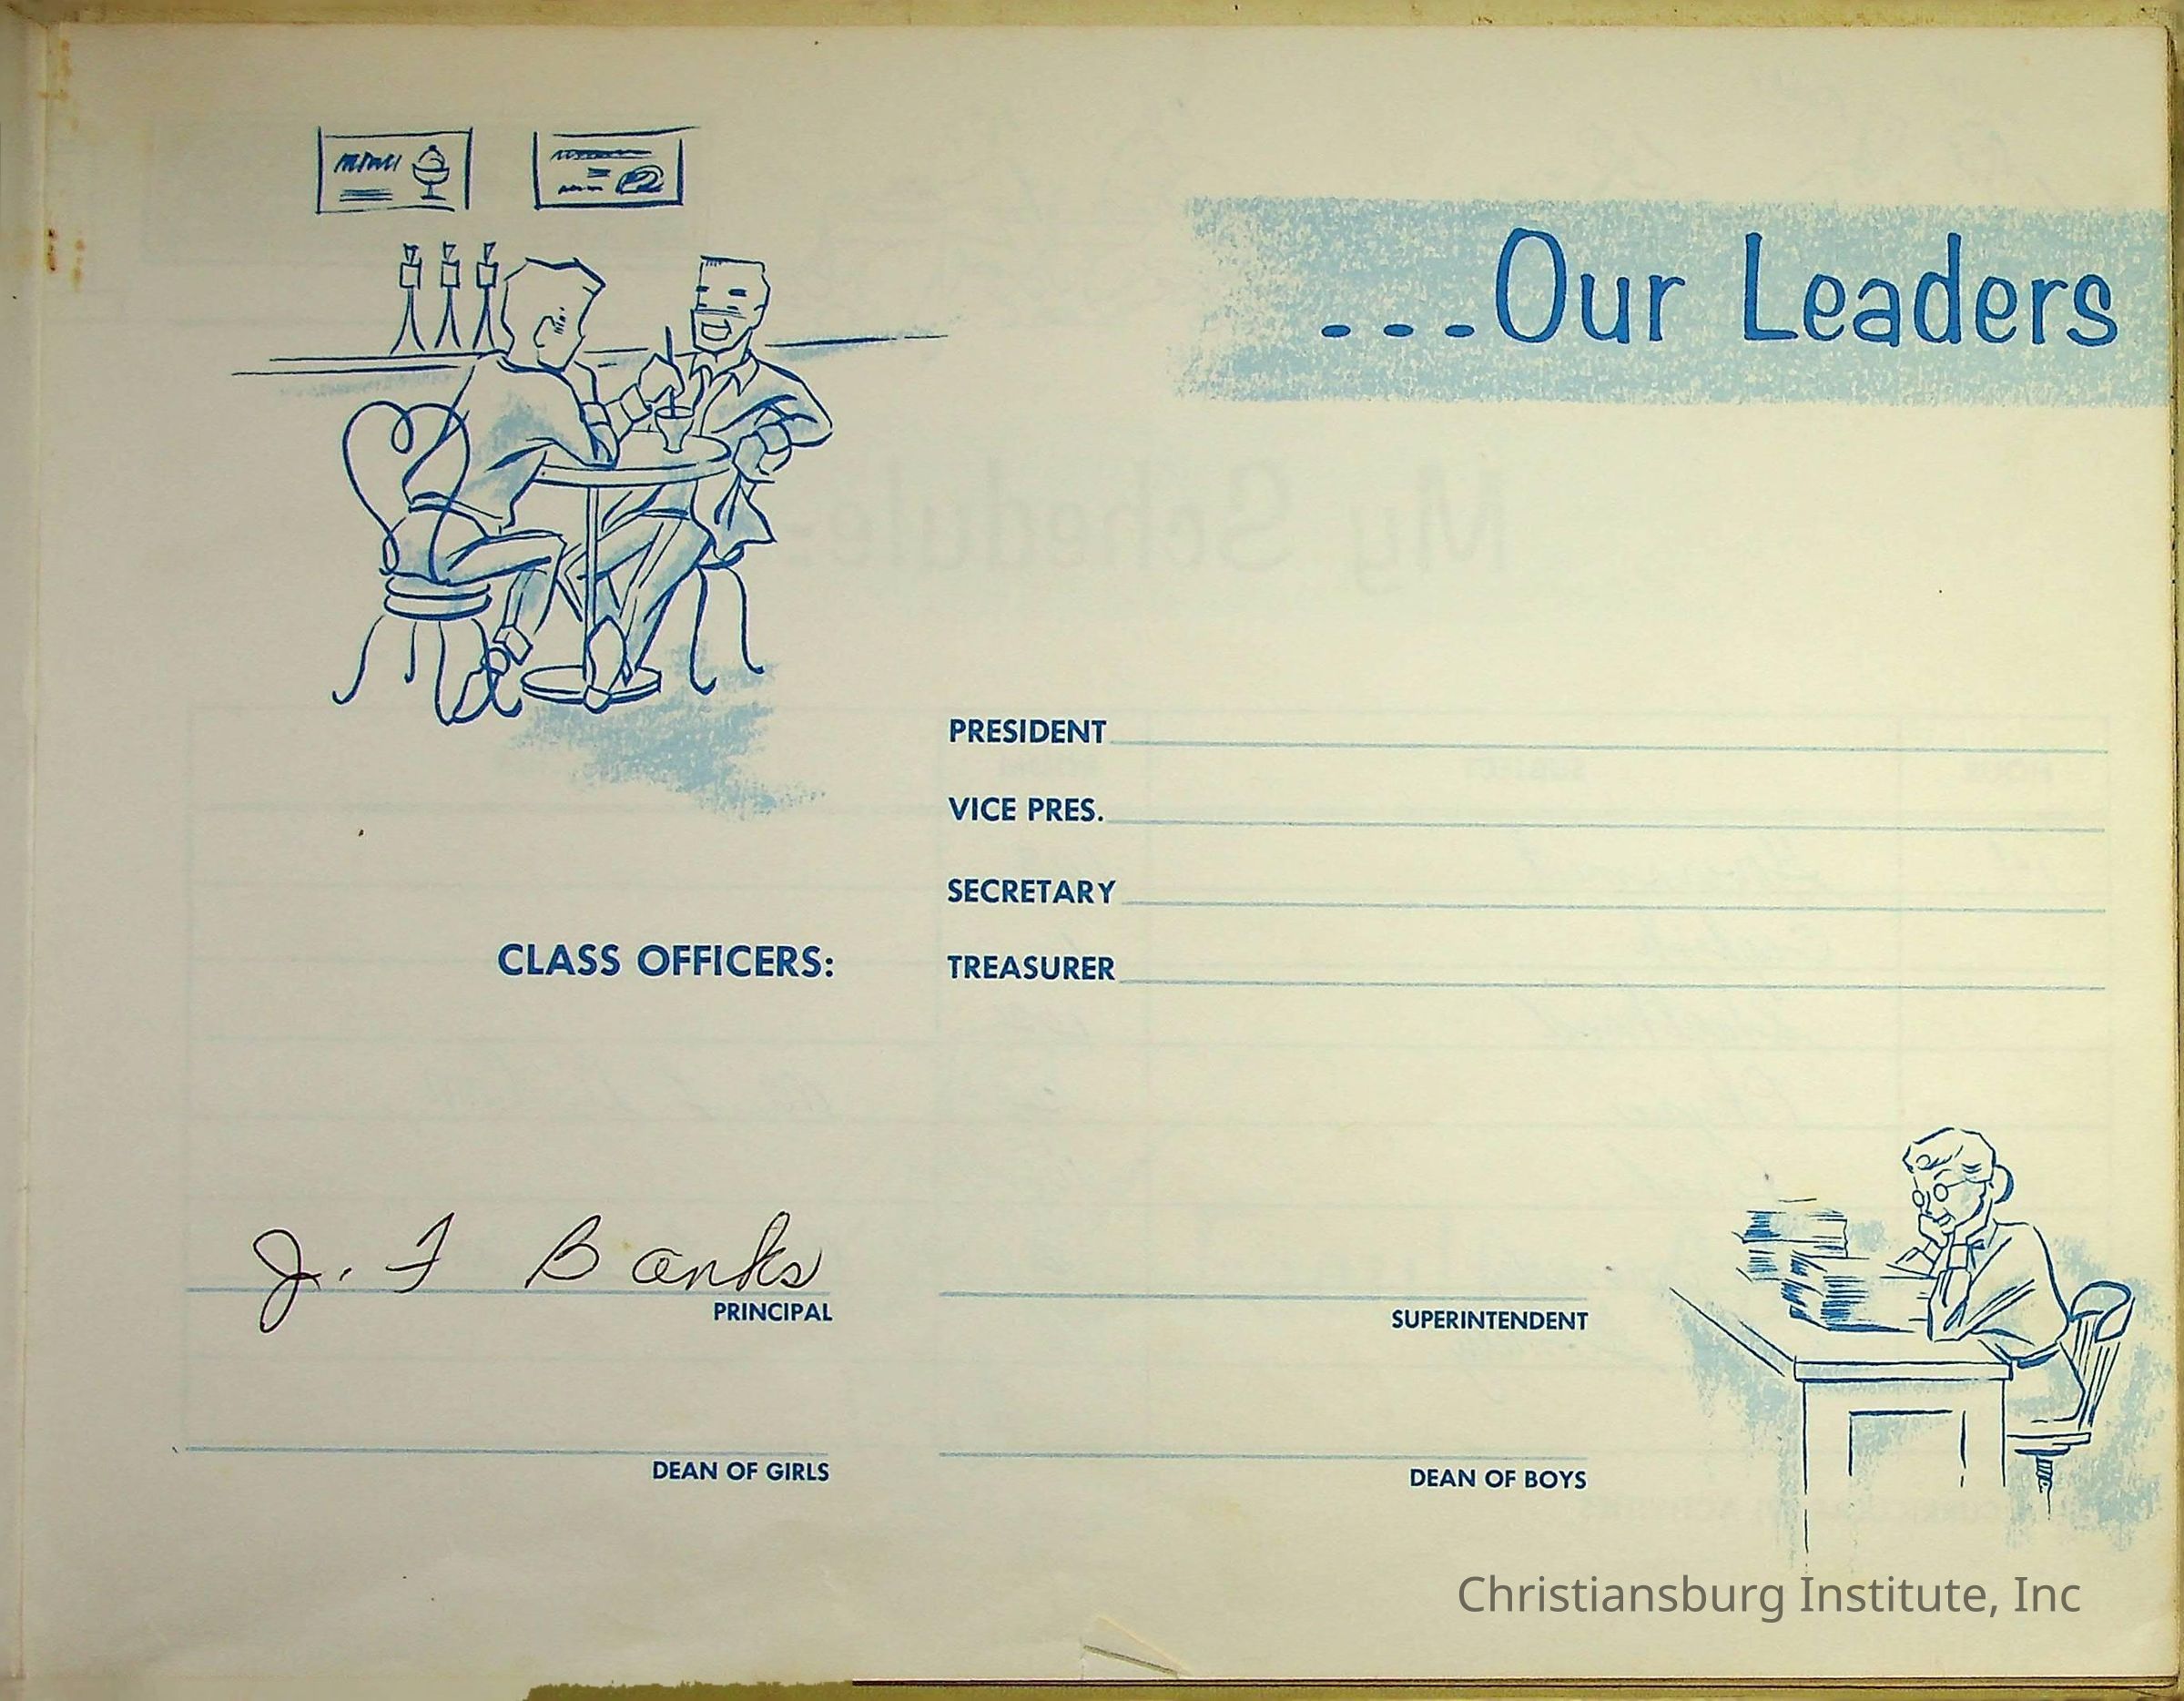 ...Our Leaders
PRESIDENT
VICE PRES.
SECRETARY
CLASS OFFICERS:
TREASURER
J. F Banks
PRINCIPAL
SUPERINTENDENT
DEAN OF GIRLS
DEAN OF BOYS
Christiansburg Institute, Inc